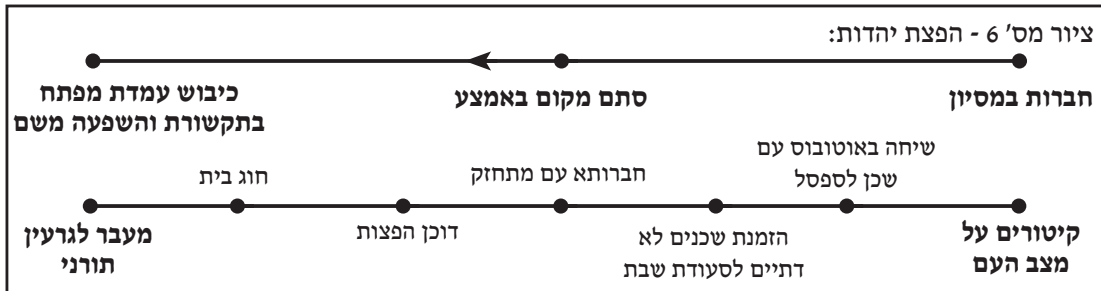 ציור מס' 6 - הפצת יהדות:
חברות במסיון
סתם מקום באמצע
כיבוש עמדת מפתח
בתקשורת והשפעה משם
שיחה באוטובוס עם
שכן לספסל
חברותא עם מתחזק
חוג בית
קיטורים על
מצב העם
הזמנת שכנים לא
דתיים לסעודת שבת
דוכן הפצות
מעבר לגרעין
תורני